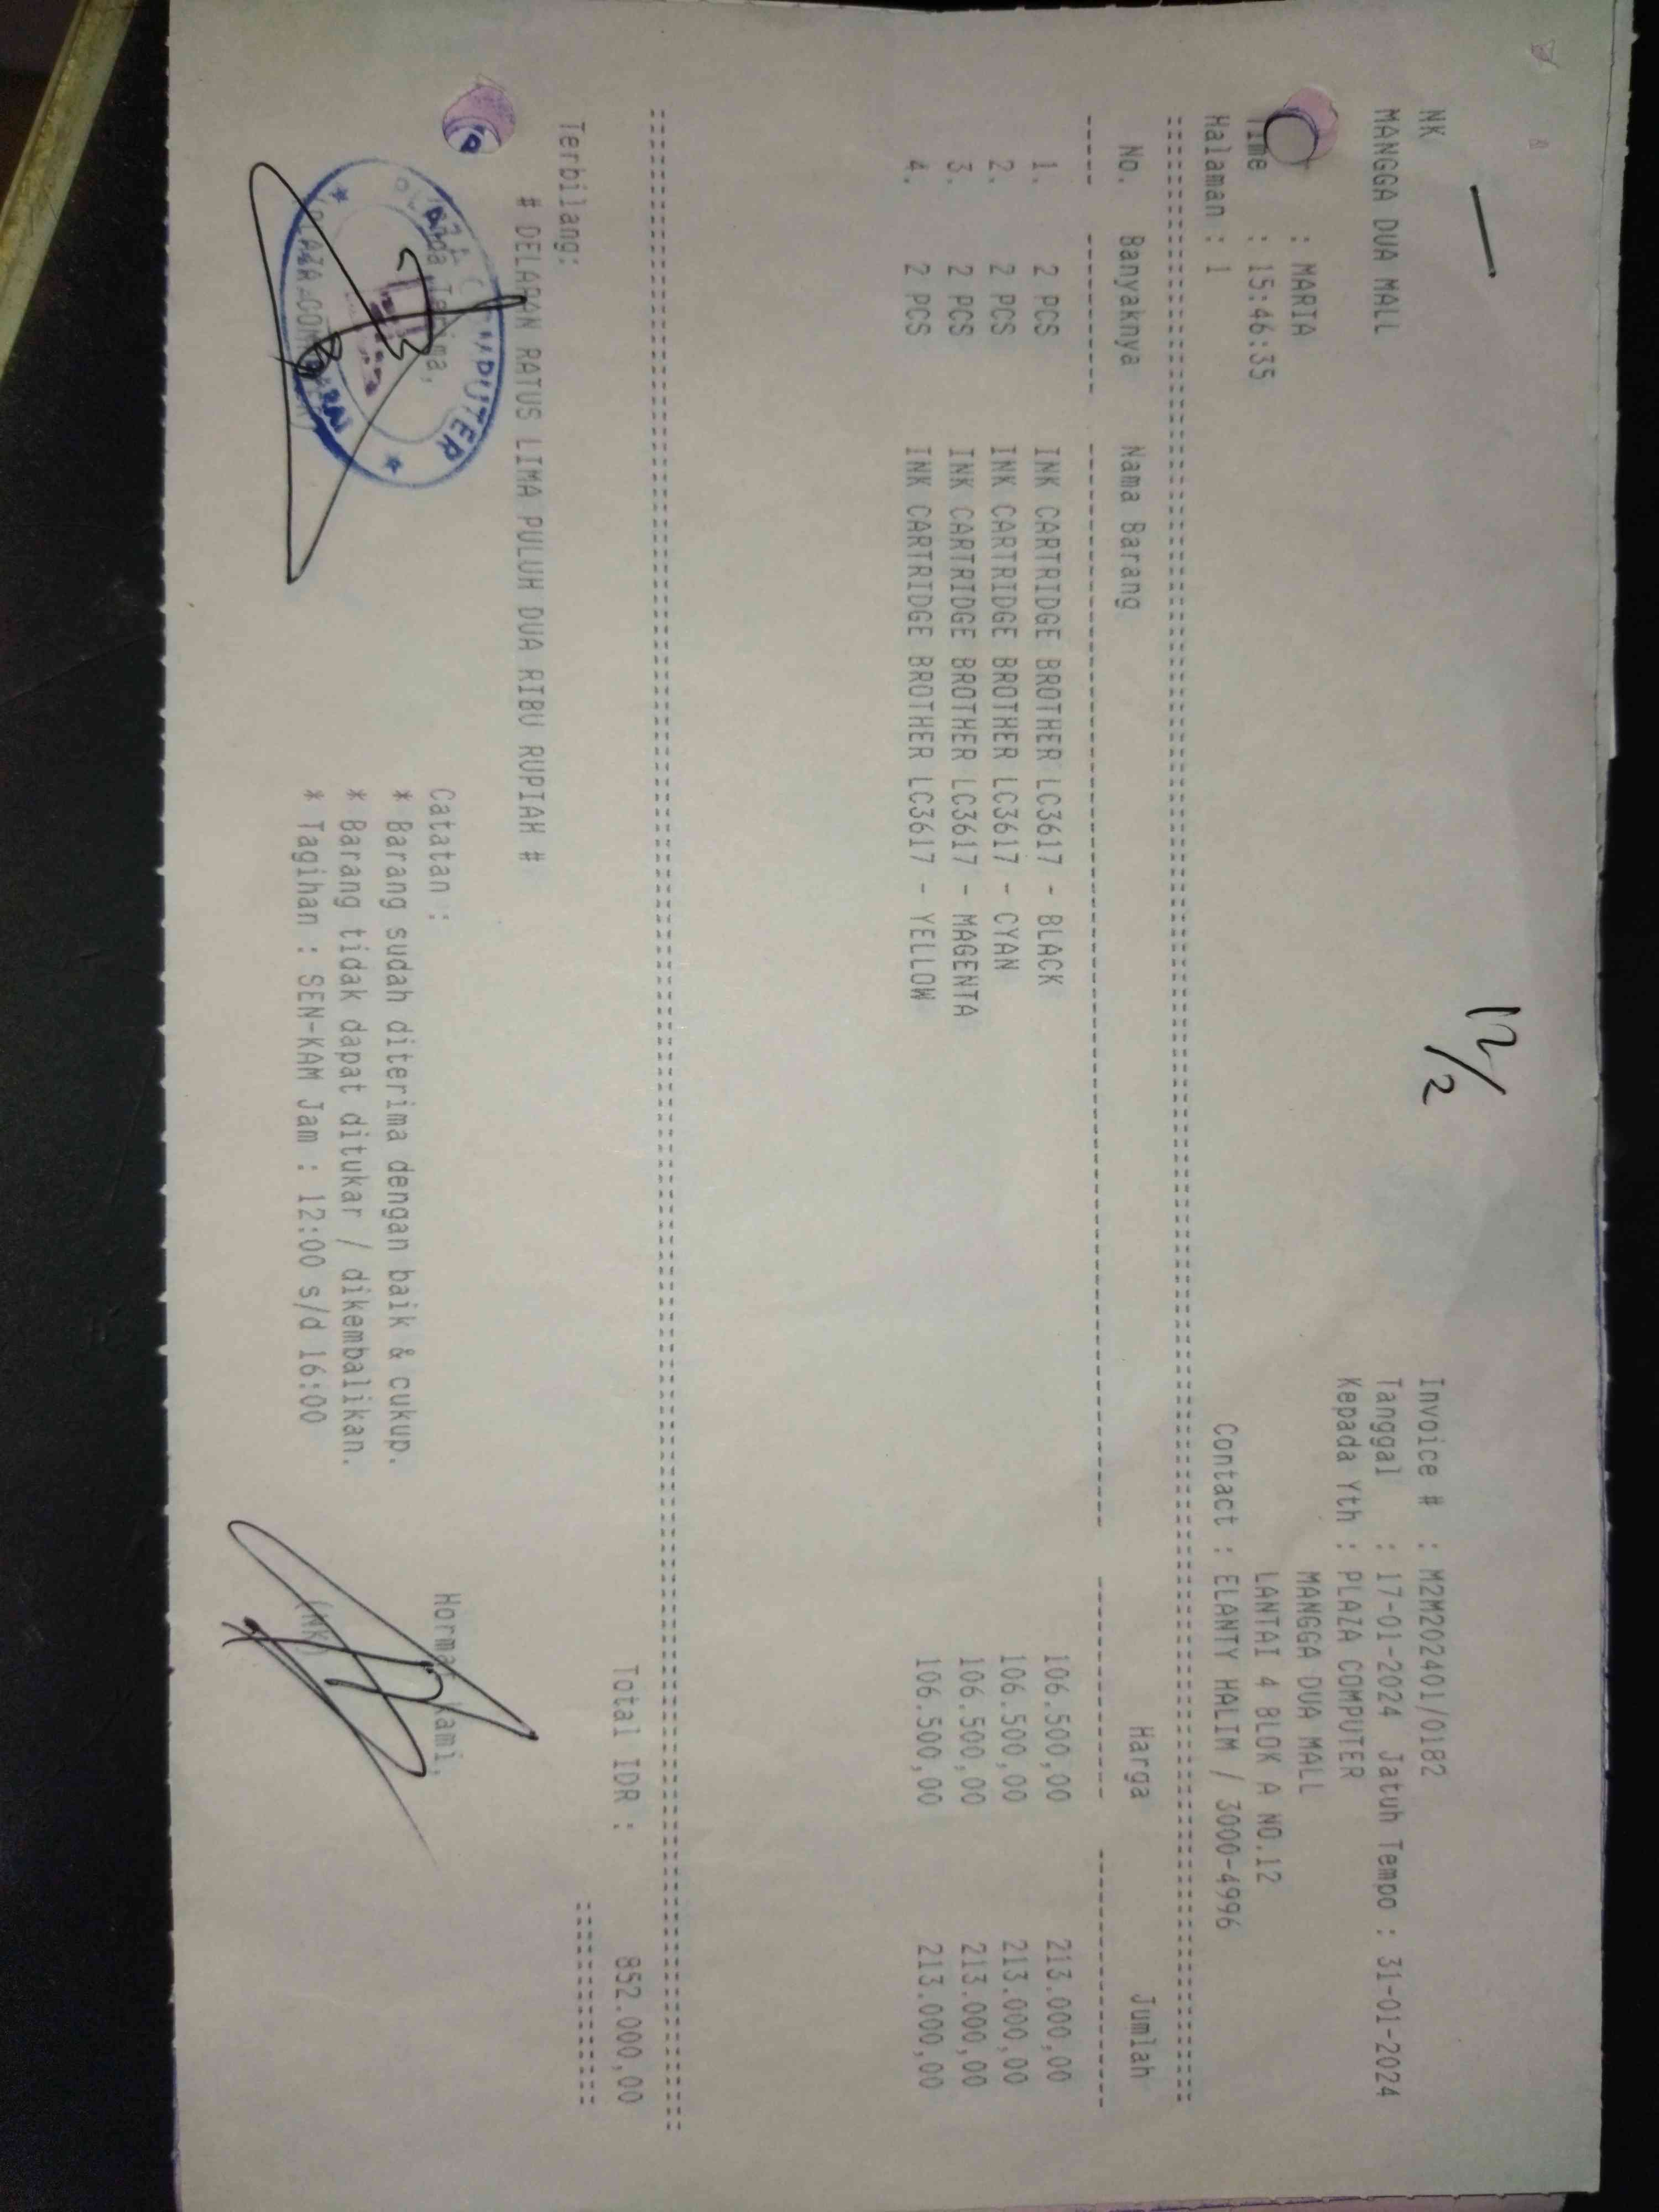 12/2
NK
Invoice # : M2M202401/0182
MANGGA DUA MALL
Tanggal : 17-01-2024 Jatuh Tempo : 31-01-2024
Kepada Yth : PLAZA COMPUTER
: MARIA
MANGGA DUA MALL
Time : 15:46:35
LANTAI 4 BLOK A NO.12
Halaman : 1
Contact : ELANTY HALIM / 3000-4996
No. Banyaknya Nama Barang Harga Jumlah
1. 2 PCS INK CARTRIDGE BROTHER LC3617 - BLACK 106.500,00 213.000,00
2. 2 PCS INK CARTRIDGE BROTHER LC3617 - CYAN 106.500,00 213.000,00
3. 2 PCS INK CARTRIDGE BROTHER LC3617 - MAGENTA 106.500,00 213.000,00
4. 2 PCS INK CARTRIDGE BROTHER LC3617 - YELLOW 106.500,00 213.000,00
Total IDR : 852.000,00
Terbilang:
# DELAPAN RATUS LIMA PULUH DUA RIBU RUPIAH #
Catatan :
Hormat Kami,
* Barang sudah diterima dengan baik & cukup.
* Barang tidak dapat ditukar / dikembalikan.
* Tagihan : SEN-KAM Jam : 12:00 s/d 16:00
(NK)